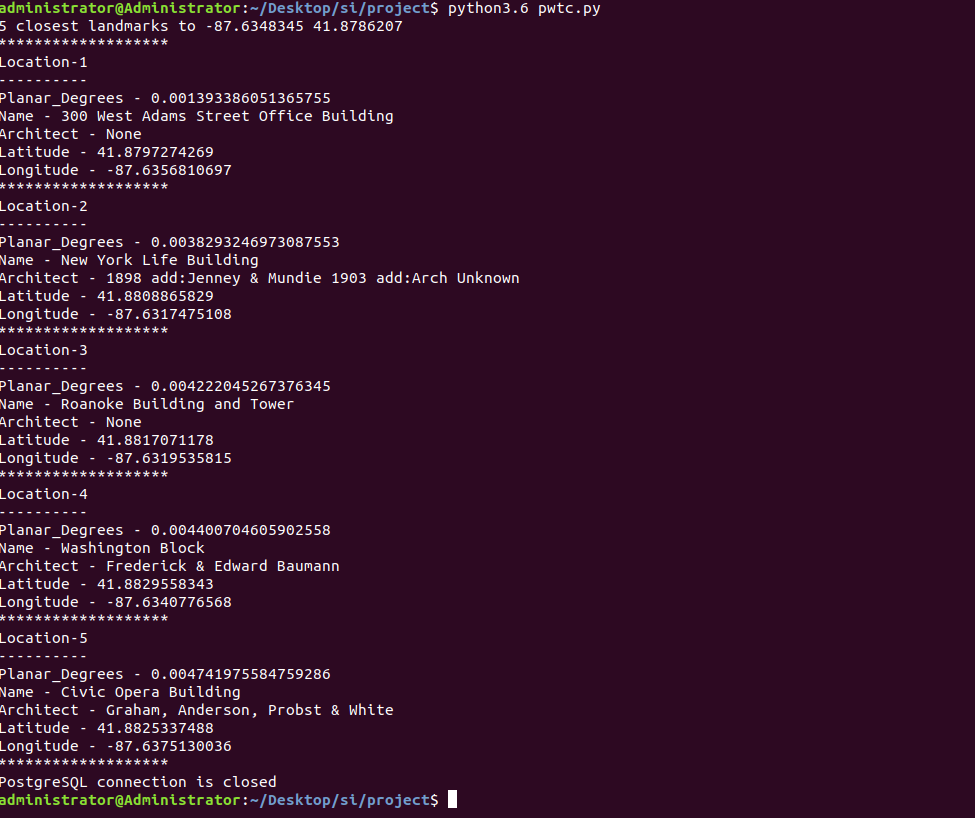 administrator@Administrator:~/Desktop/si/project$ python3.6 pwtc.py
5 closest landmarks to -87.6348345 41.8786207
*******************
Location-1
----------
Planar_Degrees - 0.001393386051365755
Name - 300 West Adams Street Office Building
Architect - None
Latitude - 41.8797274269
Longitude - -87.6356810697
*******************
Location-2
----------
Planar_Degrees - 0.0038293246973087553
Name - New York Life Building
Architect - 1898 add:Jenney & Mundie 1903 add:Arch Unknown
Latitude - 41.8808865829
Longitude - -87.6317475108
*******************
Location-3
----------
Planar_Degrees - 0.004222045267376345
Name - Roanoke Building and Tower
Architect - None
Latitude - 41.8817071178
Longitude - -87.6319535815
*******************
Location-4
----------
Planar_Degrees - 0.004400704605902558
Name - Washington Block
Architect - Frederick & Edward Baumann
Latitude - 41.8829558343
Longitude - -87.6340776568
*******************
Location-5
----------
Planar_Degrees - 0.004741975584759286
Name - Civic Opera Building
Architect - Graham, Anderson, Probst & White
Latitude - 41.8825337488
Longitude - -87.6375130036
*******************
PostgreSQL connection is closed
administrator@Administrator:~/Desktop/si/project$